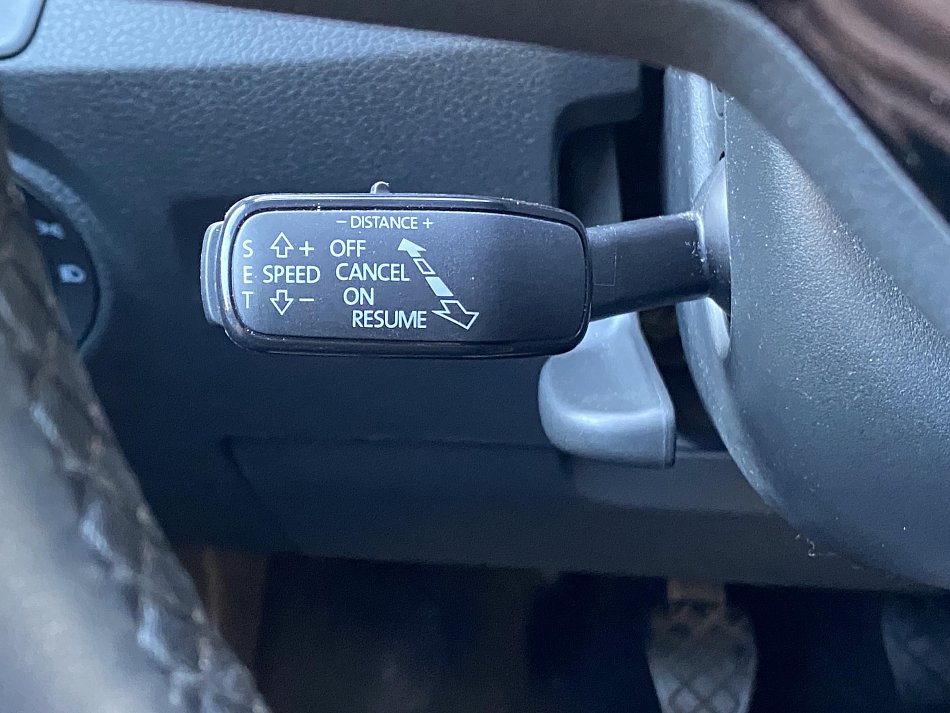 – DISTANCE +
S + OFF
E SPEED CANCEL
T – ON
RESUME